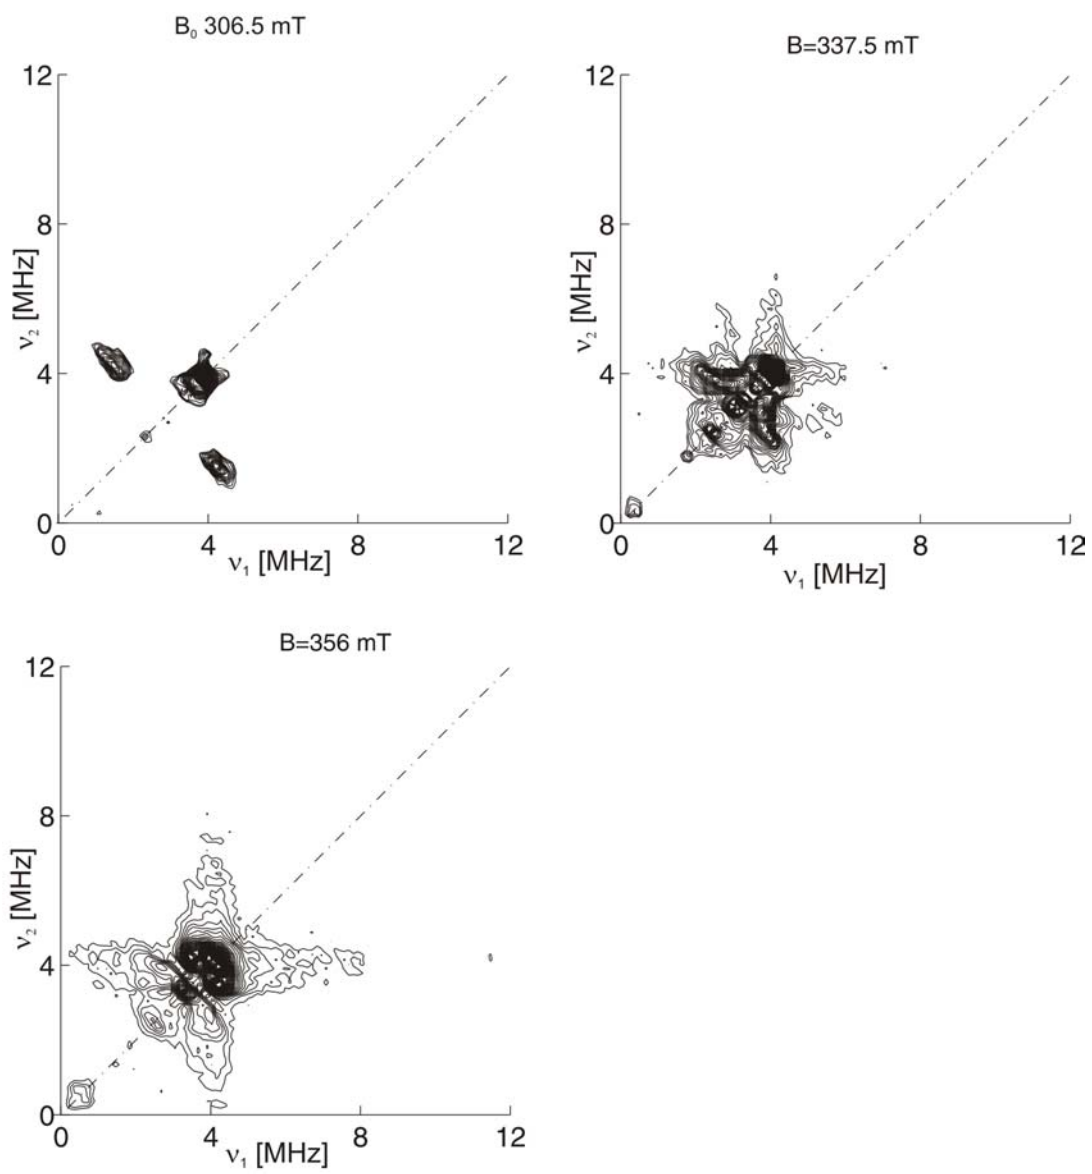 B₀ 306.5 mT
12
8
4
0
ν₂ [MHz]
0 4 8 12
ν₁ [MHz]
B=337.5 mT
12
8
4
0
ν₂ [MHz]
0 4 8 12
ν₁ [MHz]
B=356 mT
12
8
4
0
ν₂ [MHz]
0 4 8 12
ν₁ [MHz]